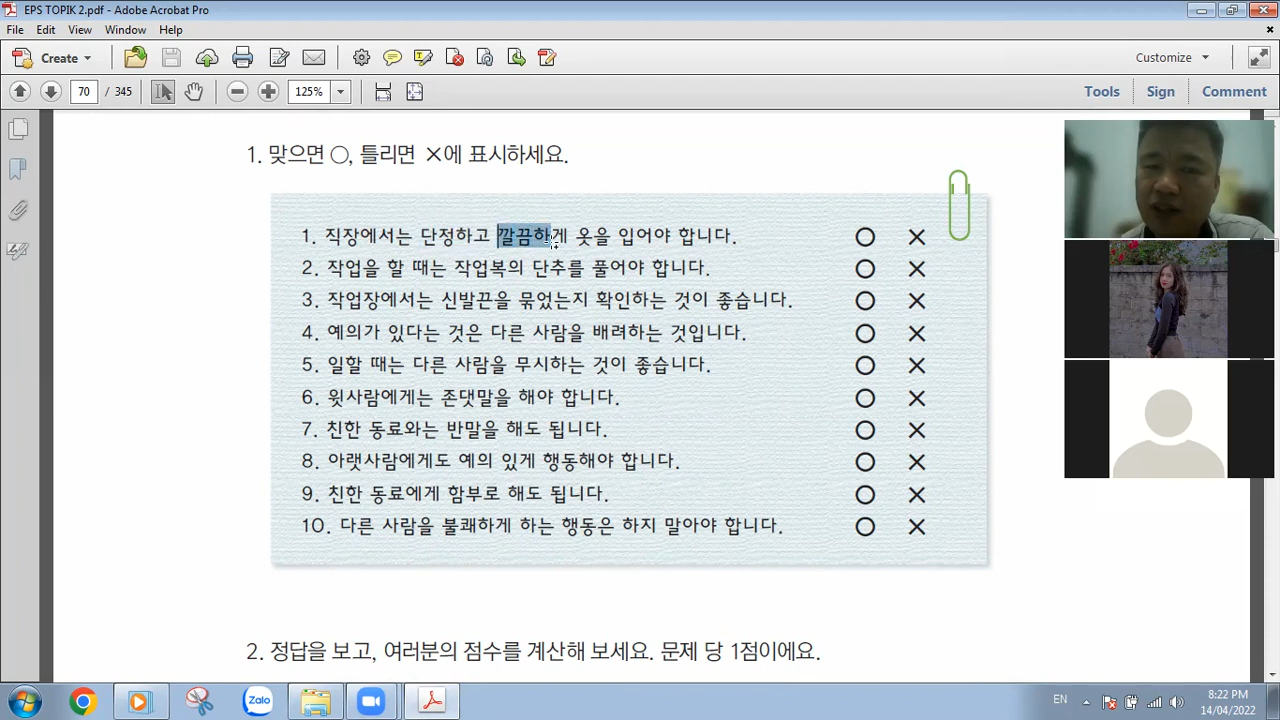 EPS TOPIK 2.pdf - Adobe Acrobat Pro
File Edit View Window Help
Create Customize
70 / 345 125% Tools Sign Comment
1. 맞으면 ○, 틀리면 ×에 표시하세요.
1. 직장에서는 단정하고 깔끔하게 옷을 입어야 합니다. ○ ×
2. 작업을 할 때는 작업복의 단추를 풀어야 합니다. ○ ×
3. 작업장에서는 신발끈을 묶었는지 확인하는 것이 좋습니다. ○ ×
4. 예의가 있다는 것은 다른 사람을 배려하는 것입니다. ○ ×
5. 일할 때는 다른 사람을 무시하는 것이 좋습니다. ○ ×
6. 윗사람에게는 존댓말을 해야 합니다. ○ ×
7. 친한 동료와는 반말을 해도 됩니다. ○ ×
8. 아랫사람에게도 예의 있게 행동해야 합니다. ○ ×
9. 친한 동료에게 함부로 해도 됩니다. ○ ×
10. 다른 사람을 불쾌하게 하는 행동은 하지 말아야 합니다. ○ ×
2. 정답을 보고, 여러분의 점수를 계산해 보세요. 문제 당 1점이에요.
Zalo
EN
8:22 PM
14/04/2022